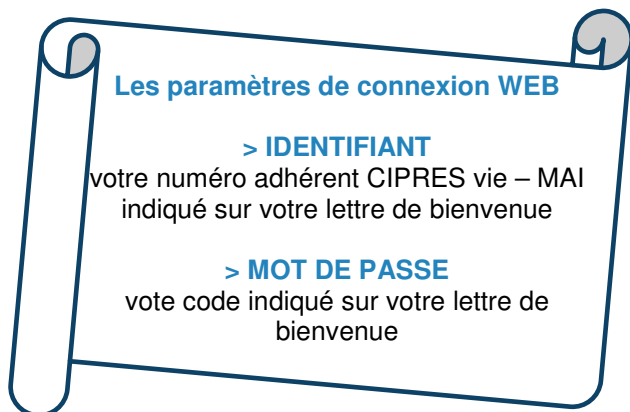 Les paramètres de connexion WEB
> IDENTIFIANT
votre numéro adhérent CIPRES vie – MAI
indiqué sur votre lettre de bienvenue
> MOT DE PASSE
vote code indiqué sur votre lettre de
bienvenue